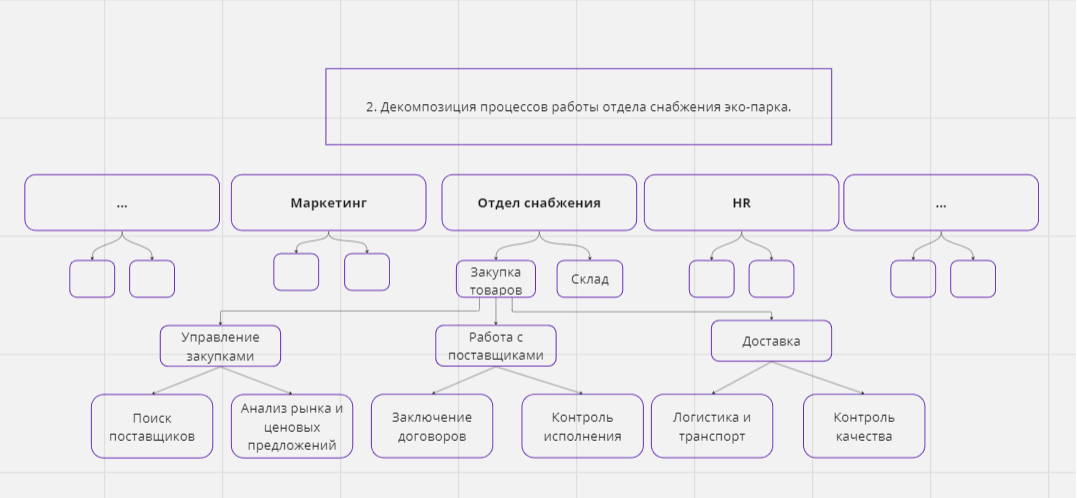 2. Декомпозиция процессов работы отдела снабжения эко-парка.
...
Маркетинг
Отдел снабжения
HR
...
Закупка
товаров
Склад
Управление
закупками
Работа с
поставщиками
Доставка
Поиск
поставщиков
Анализ рынка и
ценовых
предложений
Заключение
договоров
Контроль
исполнения
Логистика и
транспорт
Контроль
качества